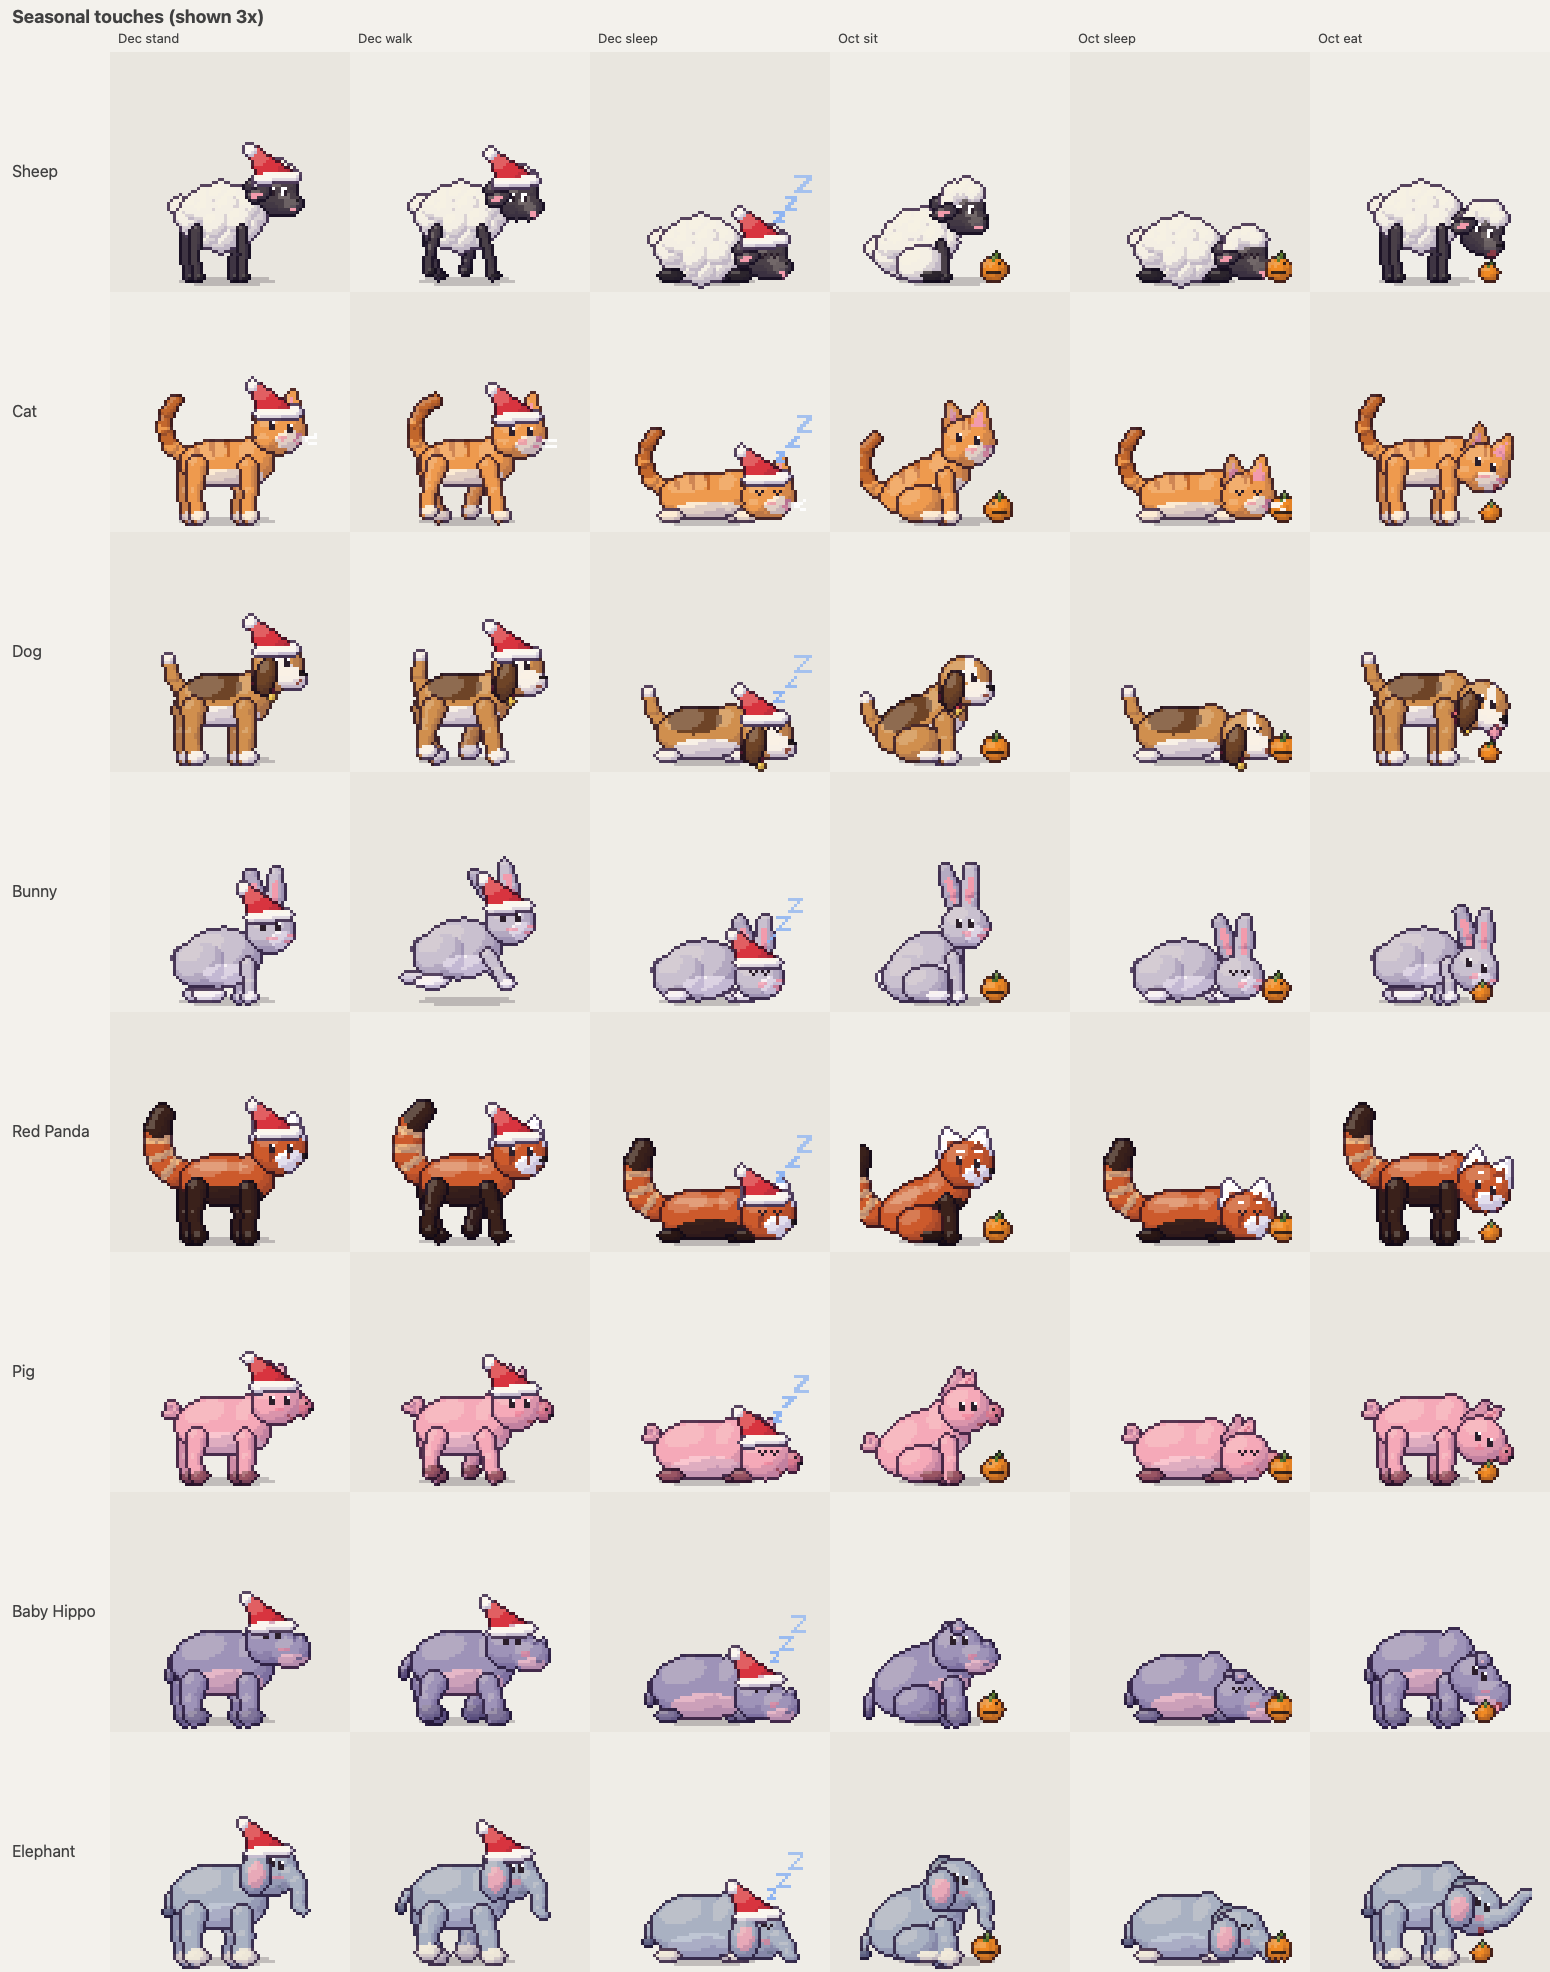 Seasonal touches (shown 3x)
Dec stand Dec walk Dec sleep Oct sit Oct sleep Oct eat
Sheep
Z z z z
Cat
Z z z z
Dog
Z z z z
Bunny
Z z z
Red Panda
Z z z z
Pig
Z z z z
Baby Hippo
Z z z z
Elephant
Z z z z